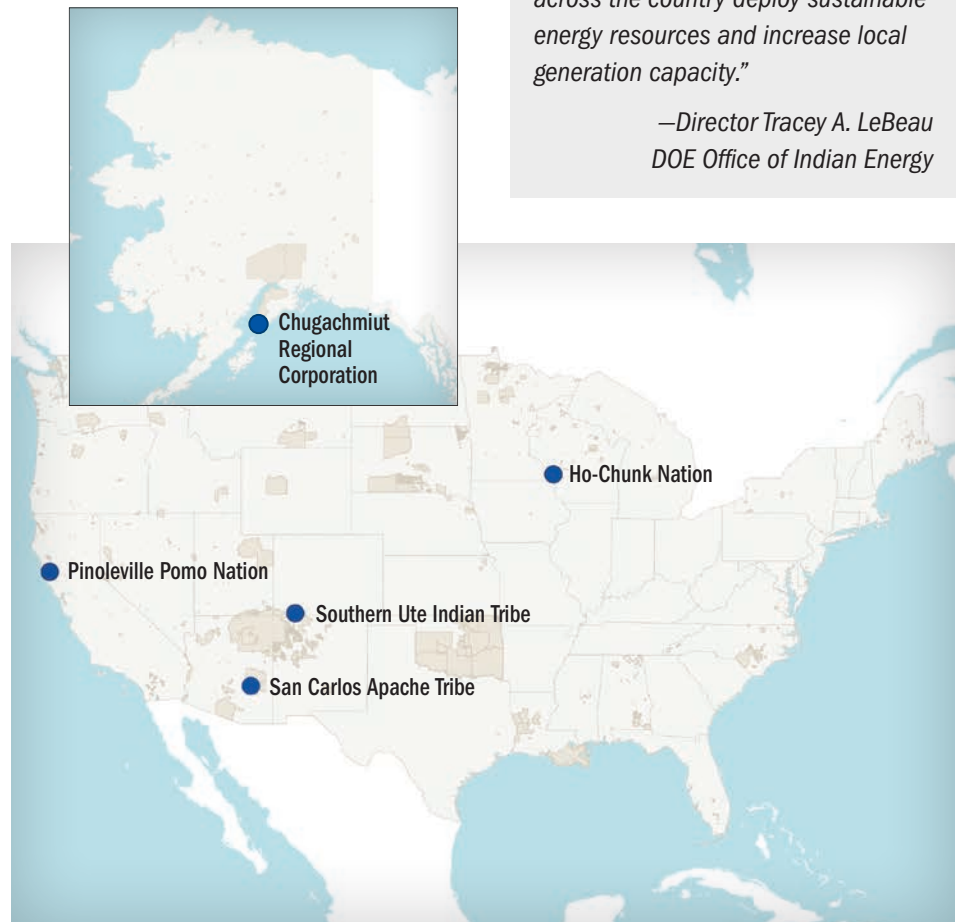 across the country deploy sustainable
energy resources and increase local
generation capacity.”
—Director Tracey A. LeBeau
DOE Office of Indian Energy
Chugachmiut
Regional
Corporation
Ho-Chunk Nation
Pinoleville Pomo Nation
Southern Ute Indian Tribe
San Carlos Apache Tribe